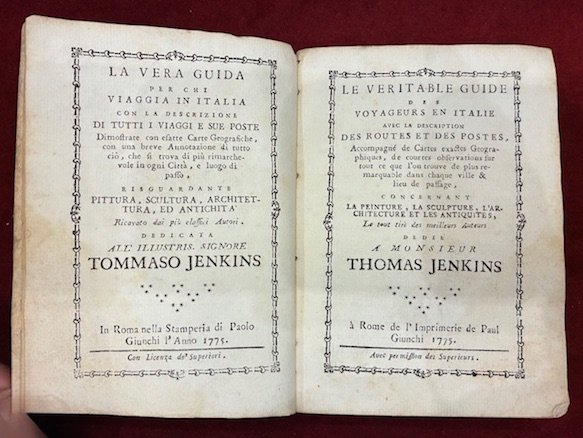 LA VERA GUIDA
PER CHI
VIAGGIA IN ITALIA
CON LA DESCRIZIONE
DI TUTTI I VIAGGI E SUE POSTE
Dimostrate con esatte Carte Geografiche,
con una breve Annotazione di tutto
ciò, che si trova di più rimarche-
vole in ogni Città, e luogo di
passo,
RISGUARDANTE
PITTURA, SCULTURA, ARCHITET-
TURA, ED ANTICHITA'
Ricavato dai più classici Autori.
DEDICATA
ALL' ILLUSTRIS. SIGNORE
TOMMASO JENKINS
In Roma nella Stamperia di Paolo
Giunchi l'Anno 1775.
Con Licenza de' Superiori.
LE VERITABLE GUIDE
DES
VOYAGEURS EN ITALIE
AVEC LA DESCRIPTION
DES ROUTES ET DES POSTES,
Accompagné de Cartes exactes Geogra-
phiques, de courtes observations sur
tout ce que l'on trouve de plus re-
marquable dans chaque ville &
lieu de passage,
CONCERNANT
LA PEINTURE, LA SCULPTURE, L'AR-
CHITECTURE ET LES ANTIQUITES,
Le tout tiré des meilleurs Auteurs
DEDIE
A MONSIEUR
THOMAS JENKINS
à Rome de l'Imprimerie de Paul
Giunchi 1775.
Avec permission des Superieurs.